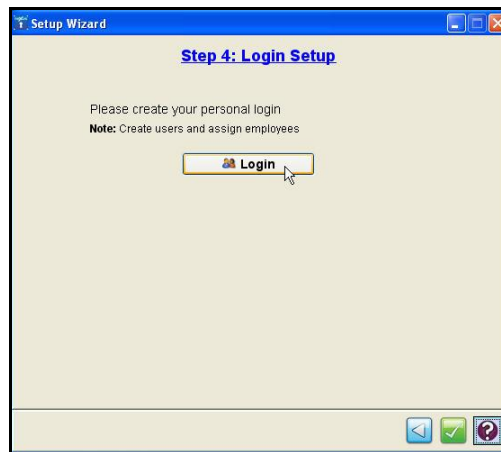 Setup Wizard
Step 4: Login Setup
Please create your personal login
Note: Create users and assign employees
Login